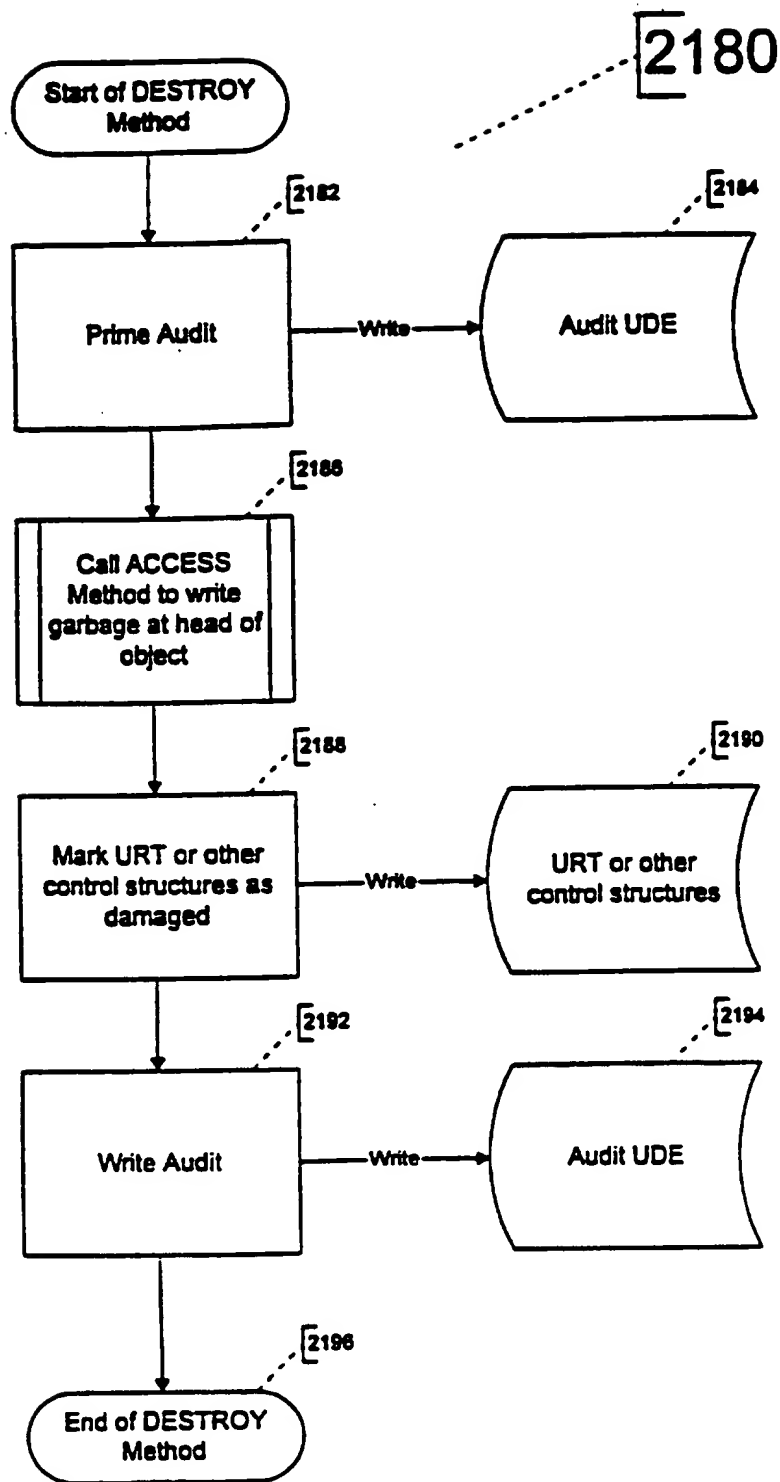 2180
Start of DESTROY
Method
2182
2184
Prime Audit
Write
Audit UDE
2186
Call ACCESS
Method to write
garbage at head of
object
2188
2190
Mark URT or other
control structures as
damaged
Write
URT or other
control structures
2192
2194
Write Audit
Write
Audit UDE
2196
End of DESTROY
Method